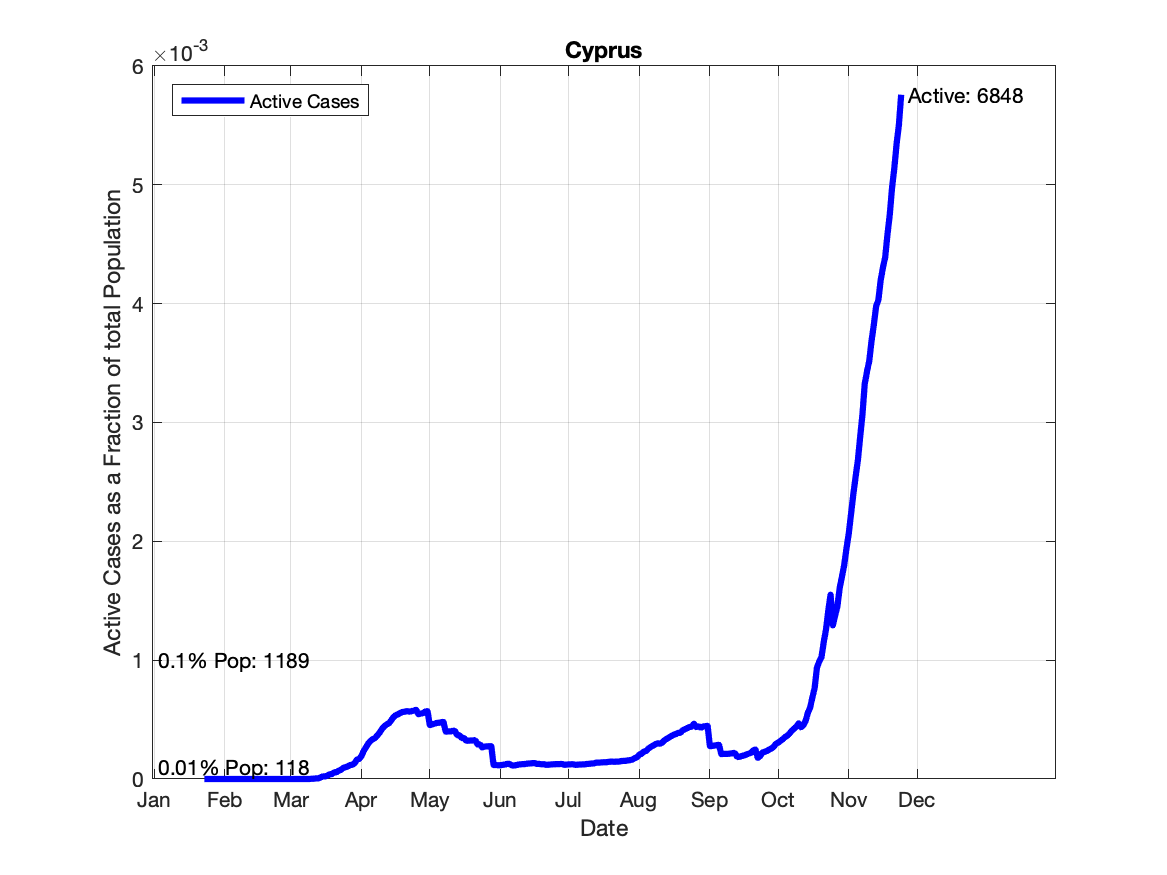 Cyprus
×10-3
6
5
4
3
2
1
0
Active Cases
Active: 6848
0.1% Pop: 1189
0.01% Pop: 118
Active Cases as a Fraction of total Population
Jan Feb Mar Apr May Jun Jul Aug Sep Oct Nov Dec
Date